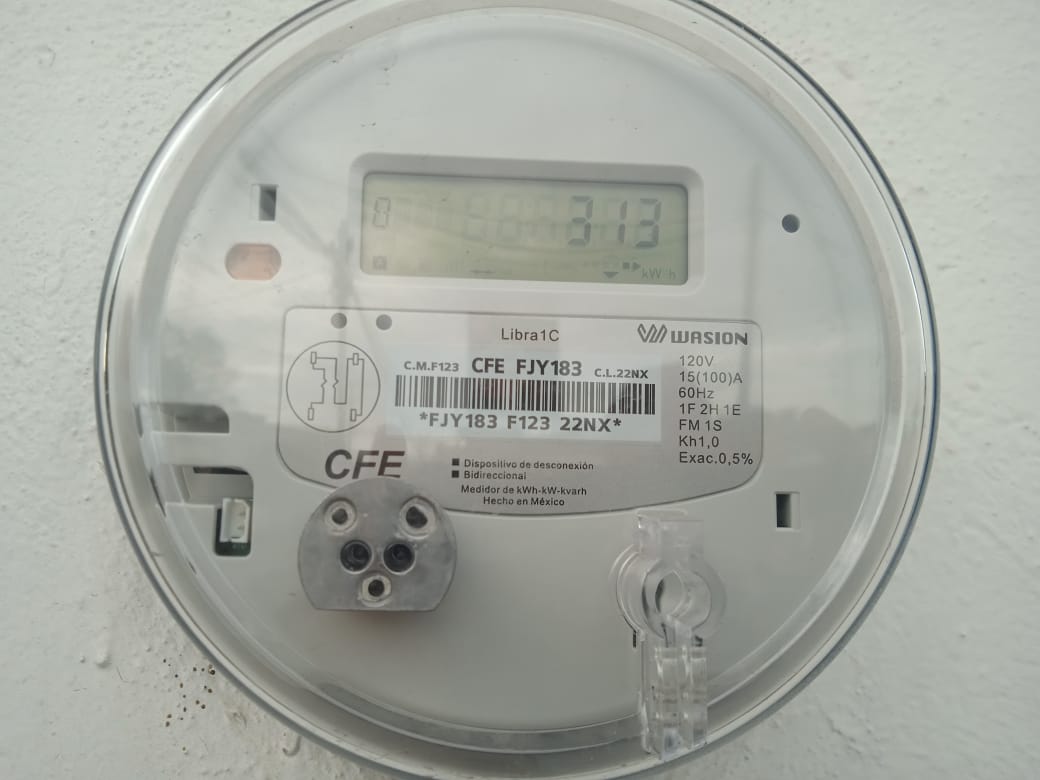 313
kWh
Libra1C
WASION
C.M.F123 CFE FJY183 C.L.22NX
*FJY183 F123 22NX*
120V
15(100)A
60Hz
1F 2H 1E
FM 1S
Kh1,0
Exac.0,5%
CFE
Dispositivo de desconexión
Bidireccional
Medidor de kWh-kW-kvarh
Hecho en México